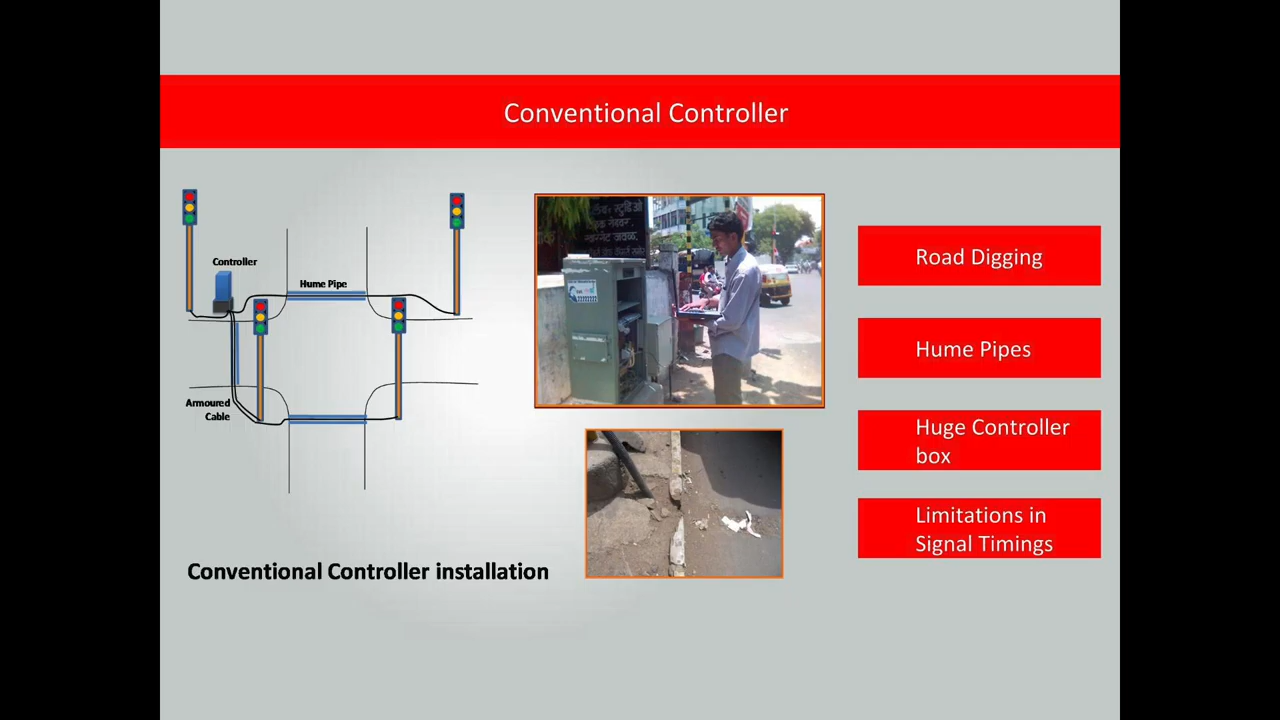 Conventional Controller
Controller
Hume Pipe
Armoured
Cable
Conventional Controller installation
Road Digging
Hume Pipes
Huge Controller
box
Limitations in
Signal Timings